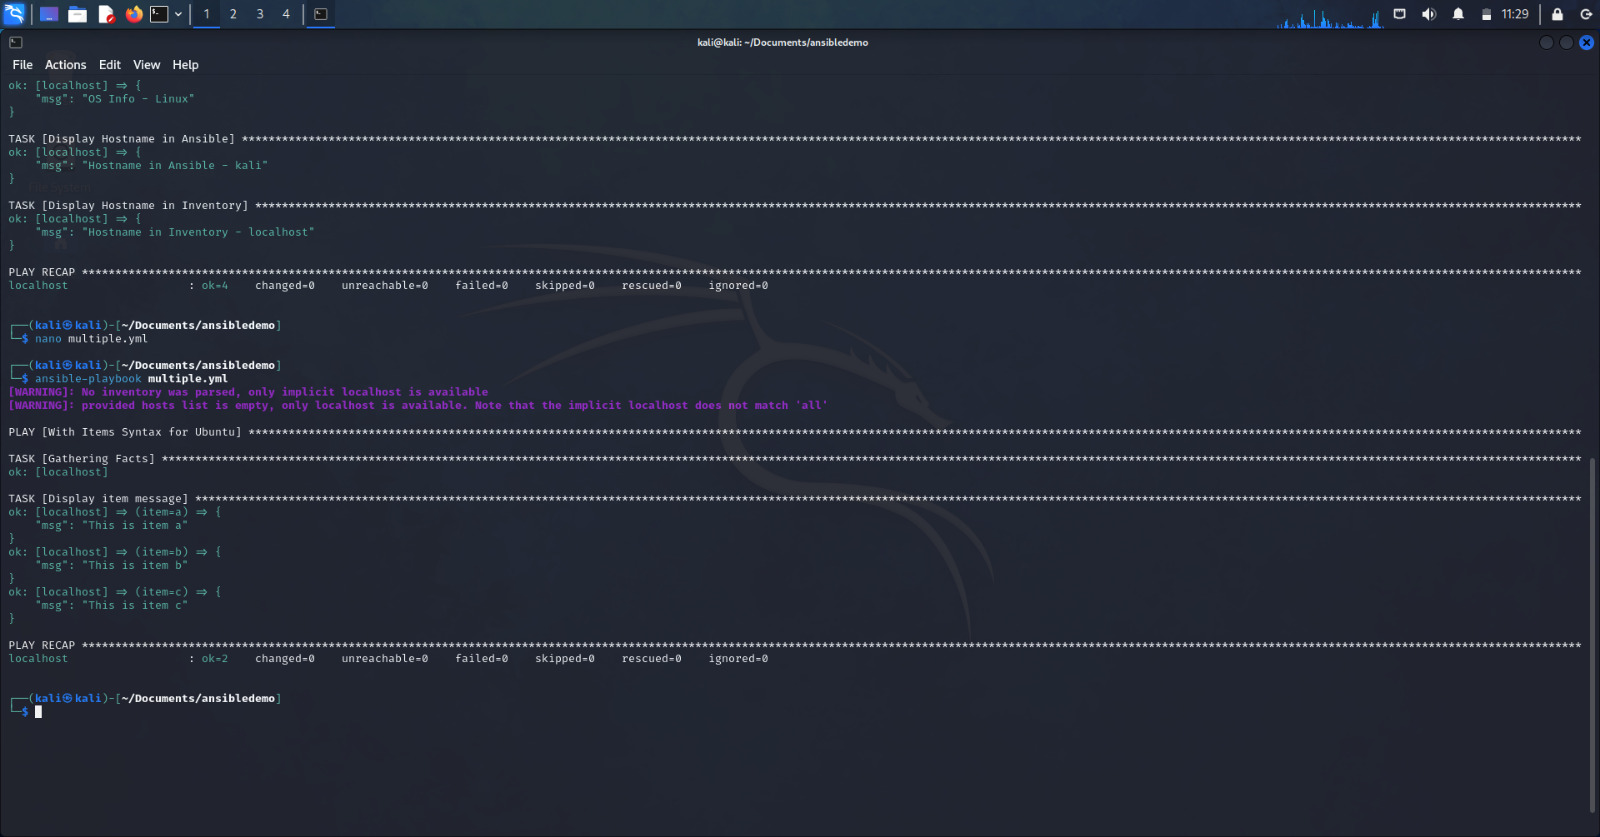 1 2 3 4 11:29
kali@kali: ~/Documents/ansibledemo
File Actions Edit View Help
ok: [localhost] => {
    "msg": "OS Info - Linux"
}
TASK [Display Hostname in Ansible] ****************************************************************************************************************************************************************************************************
ok: [localhost] => {
    "msg": "Hostname in Ansible - kali"
}
TASK [Display Hostname in Inventory] **************************************************************************************************************************************************************************************************
ok: [localhost] => {
    "msg": "Hostname in Inventory - localhost"
}
PLAY RECAP ****************************************************************************************************************************************************************************************************************************
localhost                  : ok=4    changed=0    unreachable=0    failed=0    skipped=0    rescued=0    ignored=0
┌──(kali㉿kali)-[~/Documents/ansibledemo]
└─$ nano multiple.yml
┌──(kali㉿kali)-[~/Documents/ansibledemo]
└─$ ansible-playbook multiple.yml
[WARNING]: No inventory was parsed, only implicit localhost is available
[WARNING]: provided hosts list is empty, only localhost is available. Note that the implicit localhost does not match 'all'
PLAY [With Items Syntax for Ubuntu] ***************************************************************************************************************************************************************************************************
TASK [Gathering Facts] ****************************************************************************************************************************************************************************************************************
ok: [localhost]
TASK [Display item message] ***********************************************************************************************************************************************************************************************************
ok: [localhost] => (item=a) => {
    "msg": "This is item a"
}
ok: [localhost] => (item=b) => {
    "msg": "This is item b"
}
ok: [localhost] => (item=c) => {
    "msg": "This is item c"
}
PLAY RECAP ****************************************************************************************************************************************************************************************************************************
localhost                  : ok=2    changed=0    unreachable=0    failed=0    skipped=0    rescued=0    ignored=0
┌──(kali㉿kali)-[~/Documents/ansibledemo]
└─$